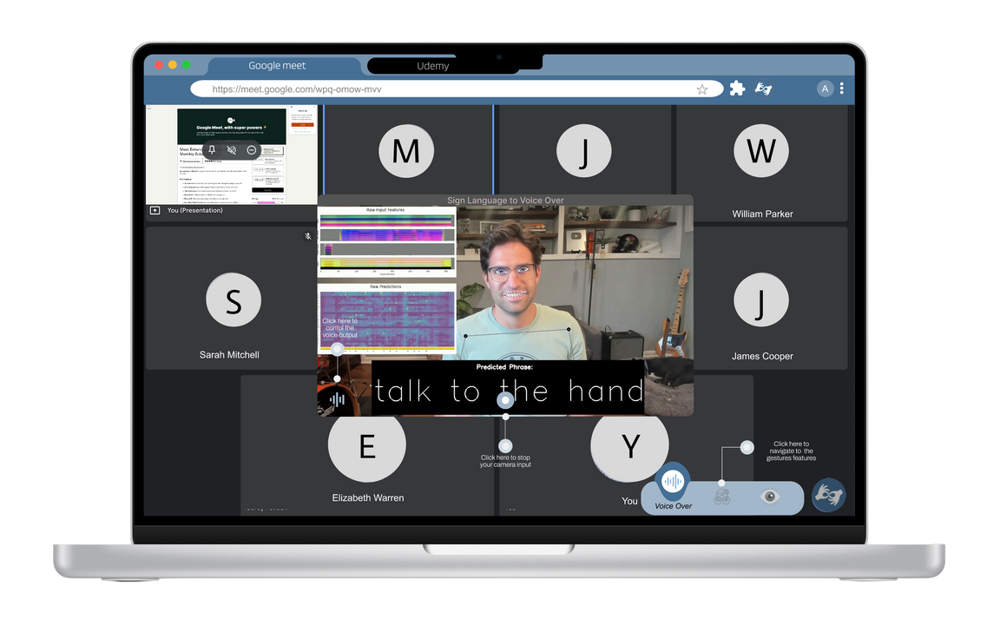 Google meet
Udemy
https://meet.google.com/wpq-omow-mvv
A
Google Meet, with super powers
You (Presentation)
M
J
W
William Parker
Sign Language to Voice Over
Raw Input Features
Raw Predictions
Click here to
contol the
voice output
S
Sarah Mitchell
J
James Cooper
Predicted Phrase:
talk to the hand
E
Elizabeth Warren
Click here to stop
your camera input
Y
You
Click here to
navigate to the
gestures features
Voice Over